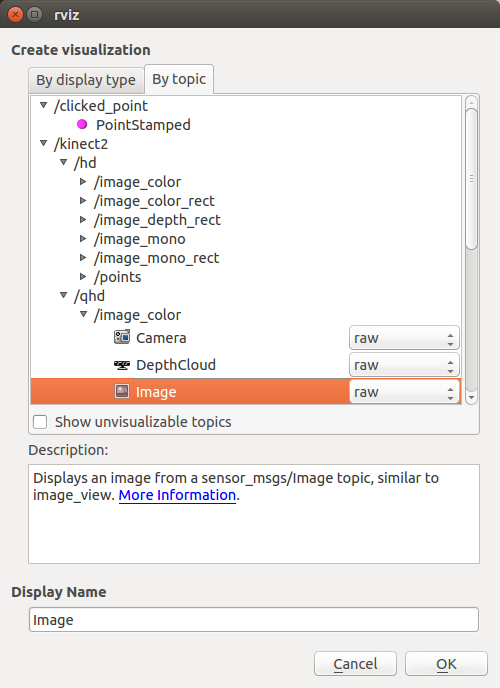 rviz
Create visualization
By display type By topic
/clicked_point
PointStamped
/kinect2
/hd
/image_color
/image_color_rect
/image_depth_rect
/image_mono
/image_mono_rect
/points
/qhd
/image_color
Camera raw
DepthCloud raw
Image raw
Show unvisualizable topics
Description:
Displays an image from a sensor_msgs/Image topic, similar to
image_view. More Information.
Display Name
Image
Cancel OK